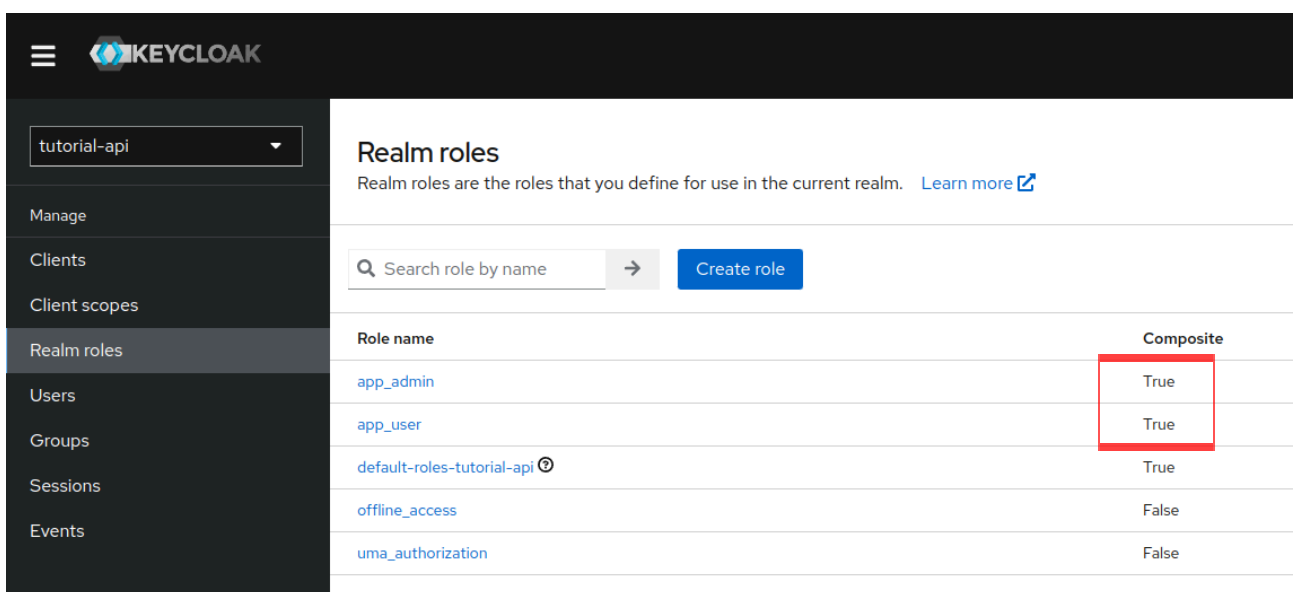 KEYCLOAK
tutorial-api
Manage
Clients
Client scopes
Realm roles
Users
Groups
Sessions
Events
Realm roles
Realm roles are the roles that you define for use in the current realm. Learn more
Search role by name
Create role
Role name Composite
app_admin True
app_user True
default-roles-tutorial-api True
offline_access False
uma_authorization False